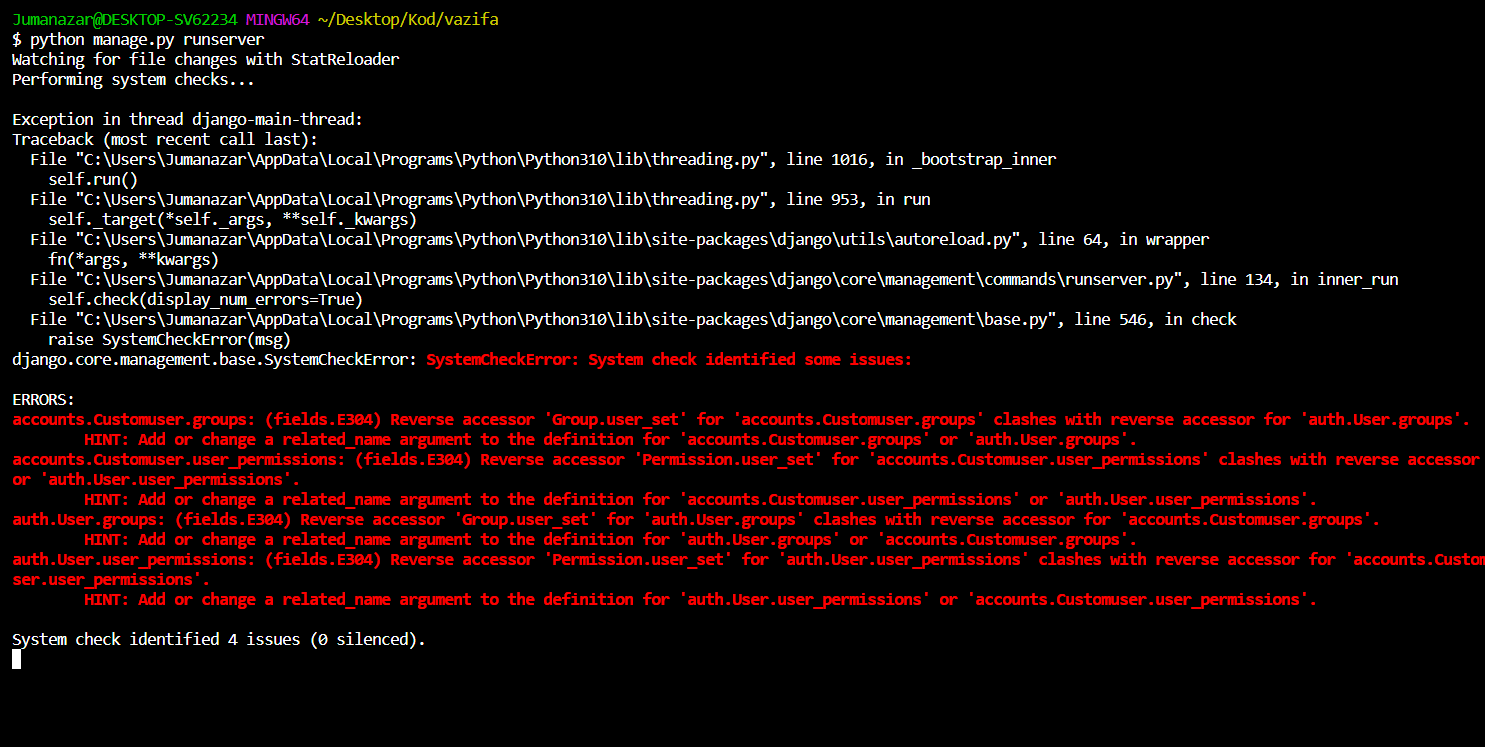 Jumanazar@DESKTOP-SV62234 MINGW64 ~/Desktop/Kod/vazifa
$ python manage.py runserver
Watching for file changes with StatReloader
Performing system checks...
Exception in thread django-main-thread:
Traceback (most recent call last):
  File "C:\Users\Jumanazar\AppData\Local\Programs\Python\Python310\lib\threading.py", line 1016, in _bootstrap_inner
    self.run()
  File "C:\Users\Jumanazar\AppData\Local\Programs\Python\Python310\lib\threading.py", line 953, in run
    self._target(*self._args, **self._kwargs)
  File "C:\Users\Jumanazar\AppData\Local\Programs\Python\Python310\lib\site-packages\django\utils\autoreload.py", line 64, in wrapper
    fn(*args, **kwargs)
  File "C:\Users\Jumanazar\AppData\Local\Programs\Python\Python310\lib\site-packages\django\core\management\commands\runserver.py", line 134, in inner_run
    self.check(display_num_errors=True)
  File "C:\Users\Jumanazar\AppData\Local\Programs\Python\Python310\lib\site-packages\django\core\management\base.py", line 546, in check
    raise SystemCheckError(msg)
django.core.management.base.SystemCheckError: SystemCheckError: System check identified some issues:
ERRORS:
accounts.Customuser.groups: (fields.E304) Reverse accessor 'Group.user_set' for 'accounts.Customuser.groups' clashes with reverse accessor for 'auth.User.groups'.
        HINT: Add or change a related_name argument to the definition for 'accounts.Customuser.groups' or 'auth.User.groups'.
accounts.Customuser.user_permissions: (fields.E304) Reverse accessor 'Permission.user_set' for 'accounts.Customuser.user_permissions' clashes with reverse accessor
or 'auth.User.user_permissions'.
        HINT: Add or change a related_name argument to the definition for 'accounts.Customuser.user_permissions' or 'auth.User.user_permissions'.
auth.User.groups: (fields.E304) Reverse accessor 'Group.user_set' for 'auth.User.groups' clashes with reverse accessor for 'accounts.Customuser.groups'.
        HINT: Add or change a related_name argument to the definition for 'auth.User.groups' or 'accounts.Customuser.groups'.
auth.User.user_permissions: (fields.E304) Reverse accessor 'Permission.user_set' for 'auth.User.user_permissions' clashes with reverse accessor for 'accounts.Custom
ser.user_permissions'.
        HINT: Add or change a related_name argument to the definition for 'auth.User.user_permissions' or 'accounts.Customuser.user_permissions'.
System check identified 4 issues (0 silenced).